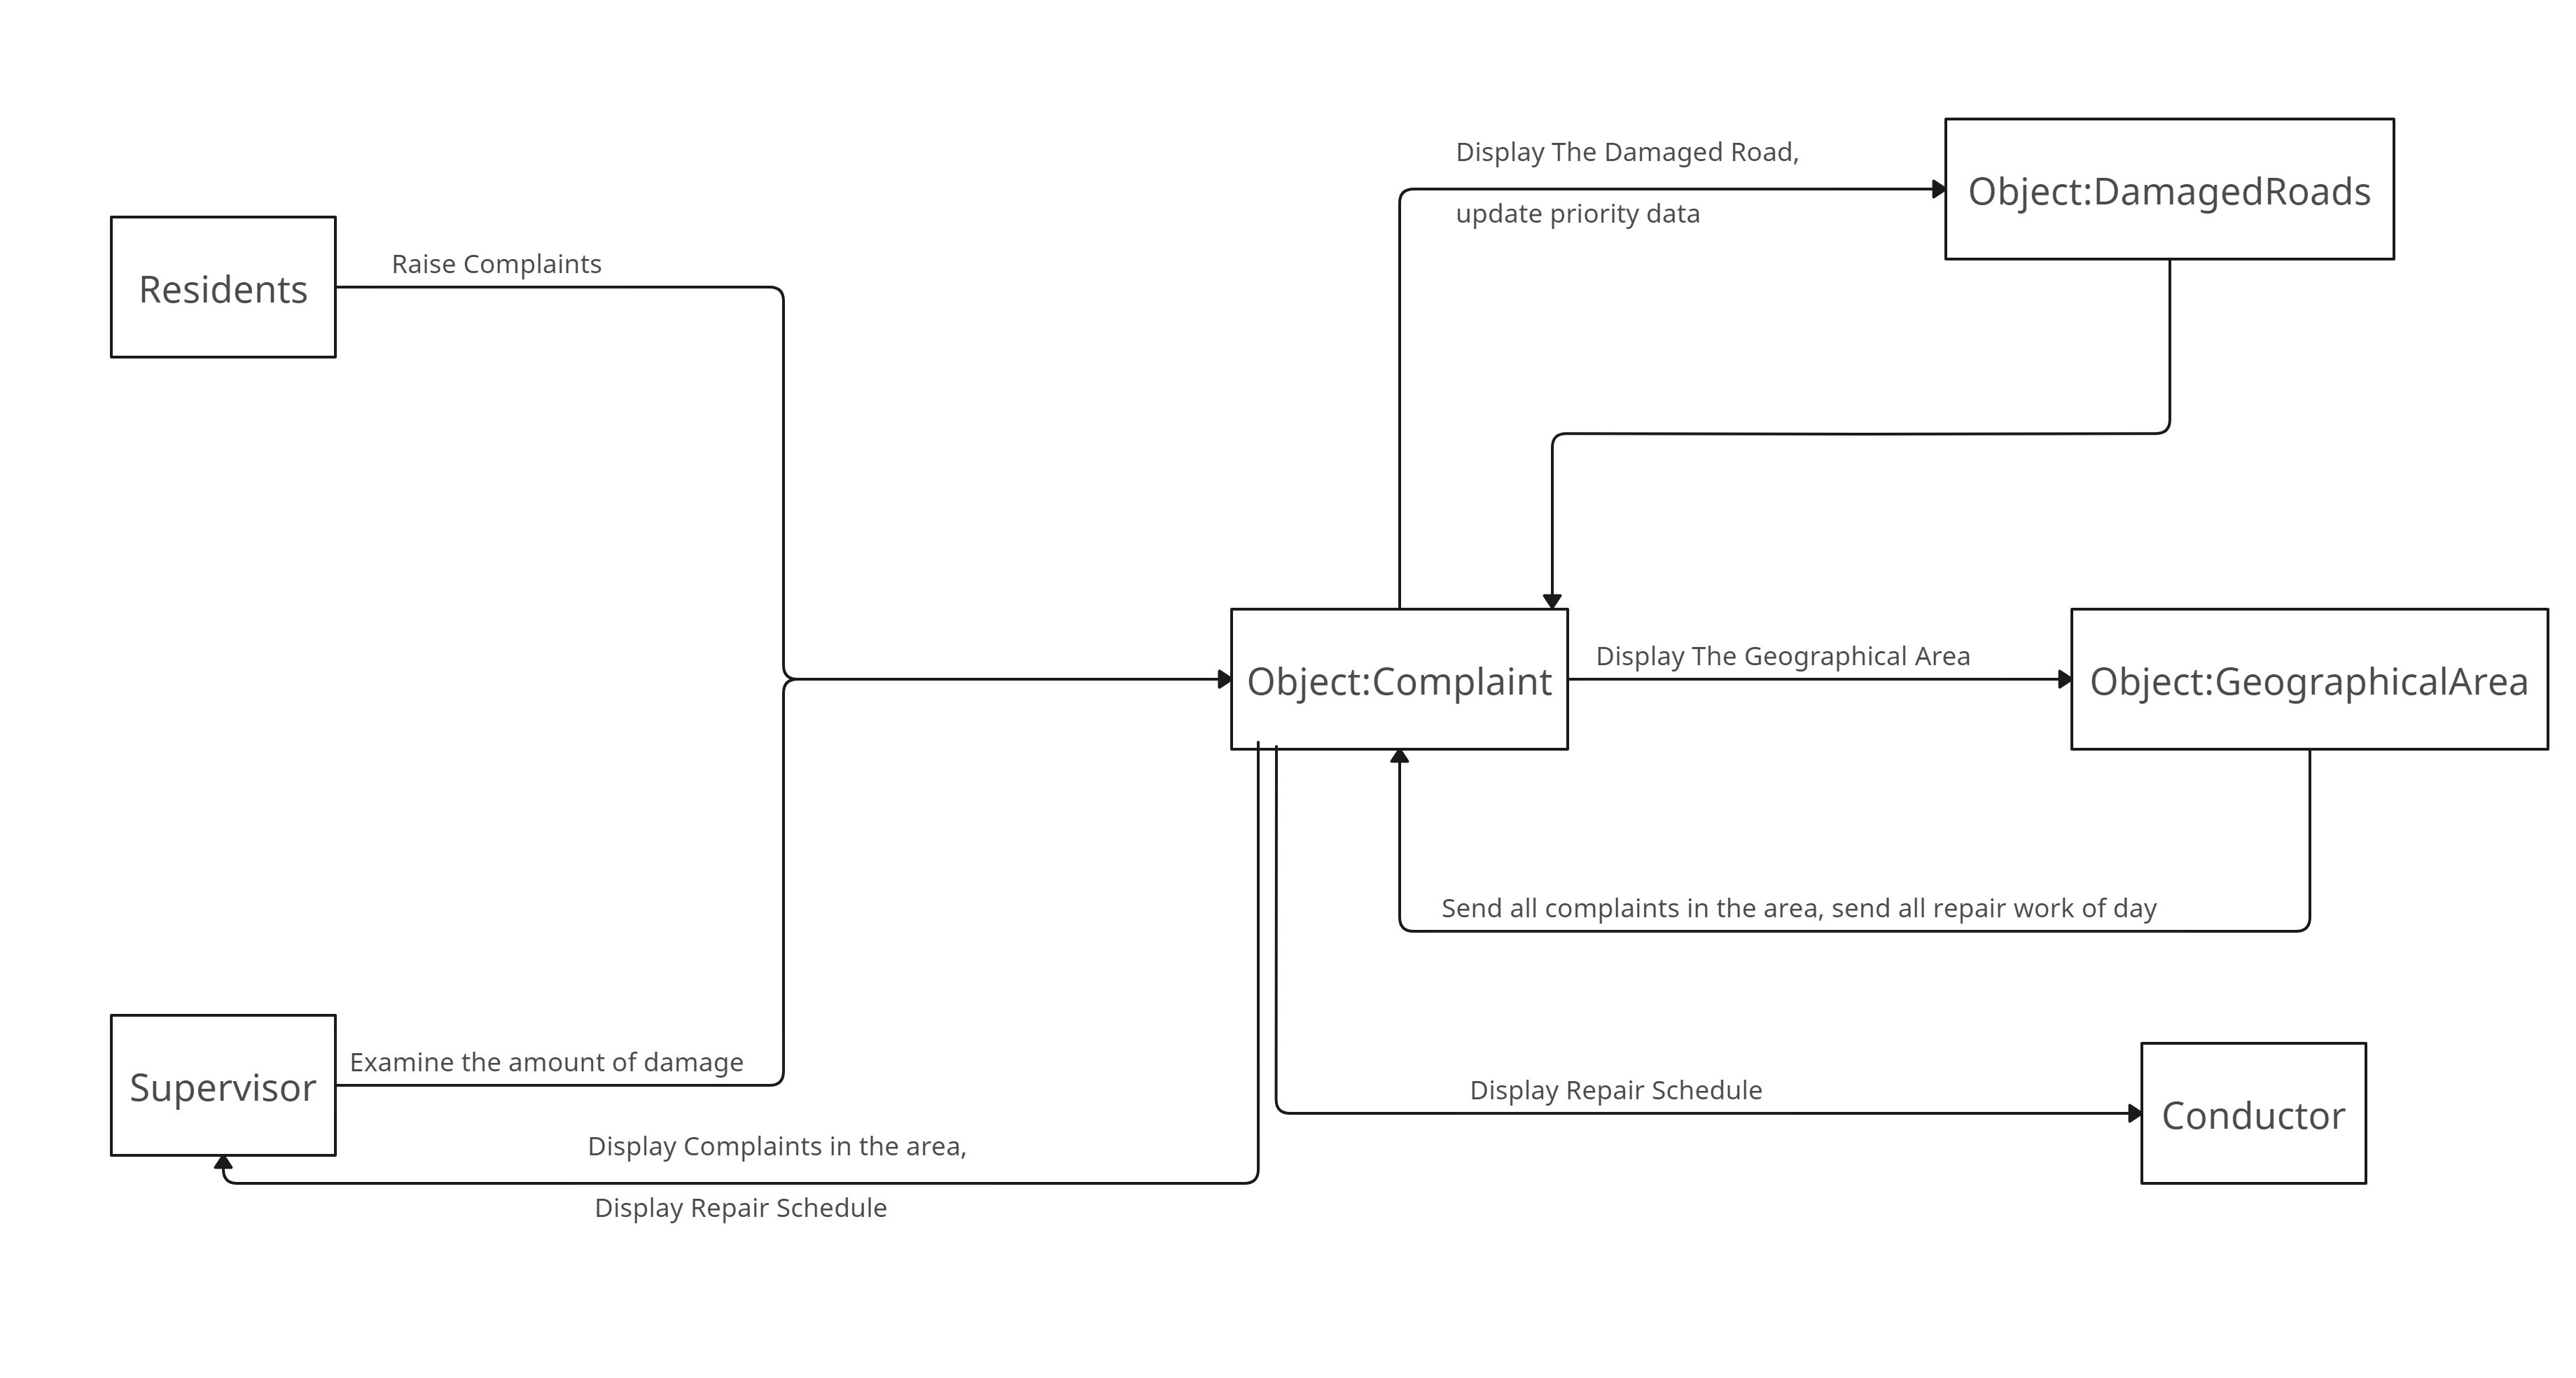 Display The Damaged Road,
update priority data
Object:DamagedRoads
Residents
Raise Complaints
Object:Complaint
Display The Geographical Area
Object:GeographicalArea
Send all complaints in the area, send all repair work of day
Supervisor
Examine the amount of damage
Display Repair Schedule
Conductor
Display Complaints in the area,
Display Repair Schedule